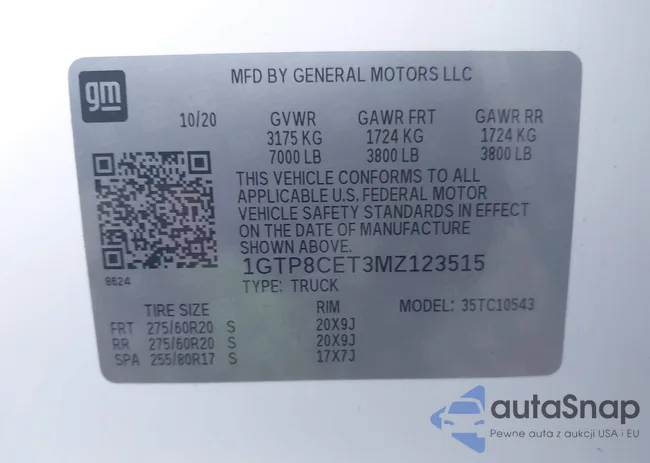 gm
MFD BY GENERAL MOTORS LLC
10/20 GVWR GAWR FRT GAWR RR
3175 KG 1724 KG 1724 KG
7000 LB 3800 LB 3800 LB
THIS VEHICLE CONFORMS TO ALL
APPLICABLE U.S. FEDERAL MOTOR
VEHICLE SAFETY STANDARDS IN EFFECT
ON THE DATE OF MANUFACTURE
SHOWN ABOVE.
1GTP8CET3MZ123515
8624 TYPE: TRUCK
TIRE SIZE RIM MODEL: 35TC10543
FRT 275/60R20 S 20X9J
RR 275/60R20 S 20X9J
SPA 255/80R17 S 17X7J
autaSnap
Pewne auta z aukcji USA i EU